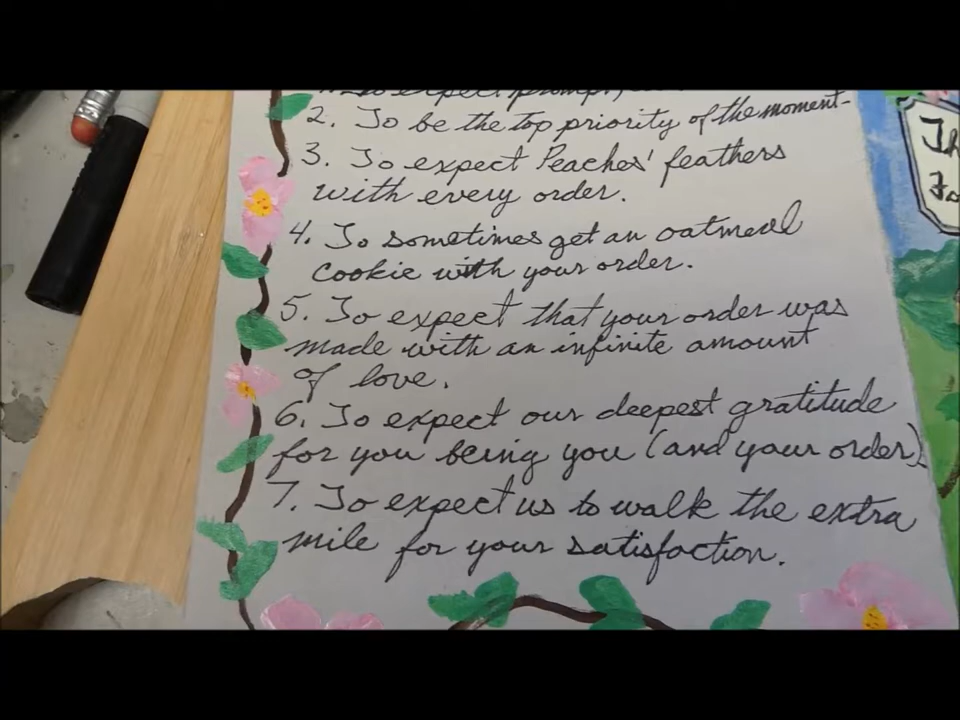 To expect prompt
2. To be the top priority of the moment-
3. To expect Peaches' feathers
with every order.
4. To sometimes get an oatmeal
cookie with your order.
5. To expect that your order was
made with an infinite amount
of love.
6. To expect our deepest gratitude
for you being you (and your order).
7. To expect us to walk the extra
mile for your satisfaction.